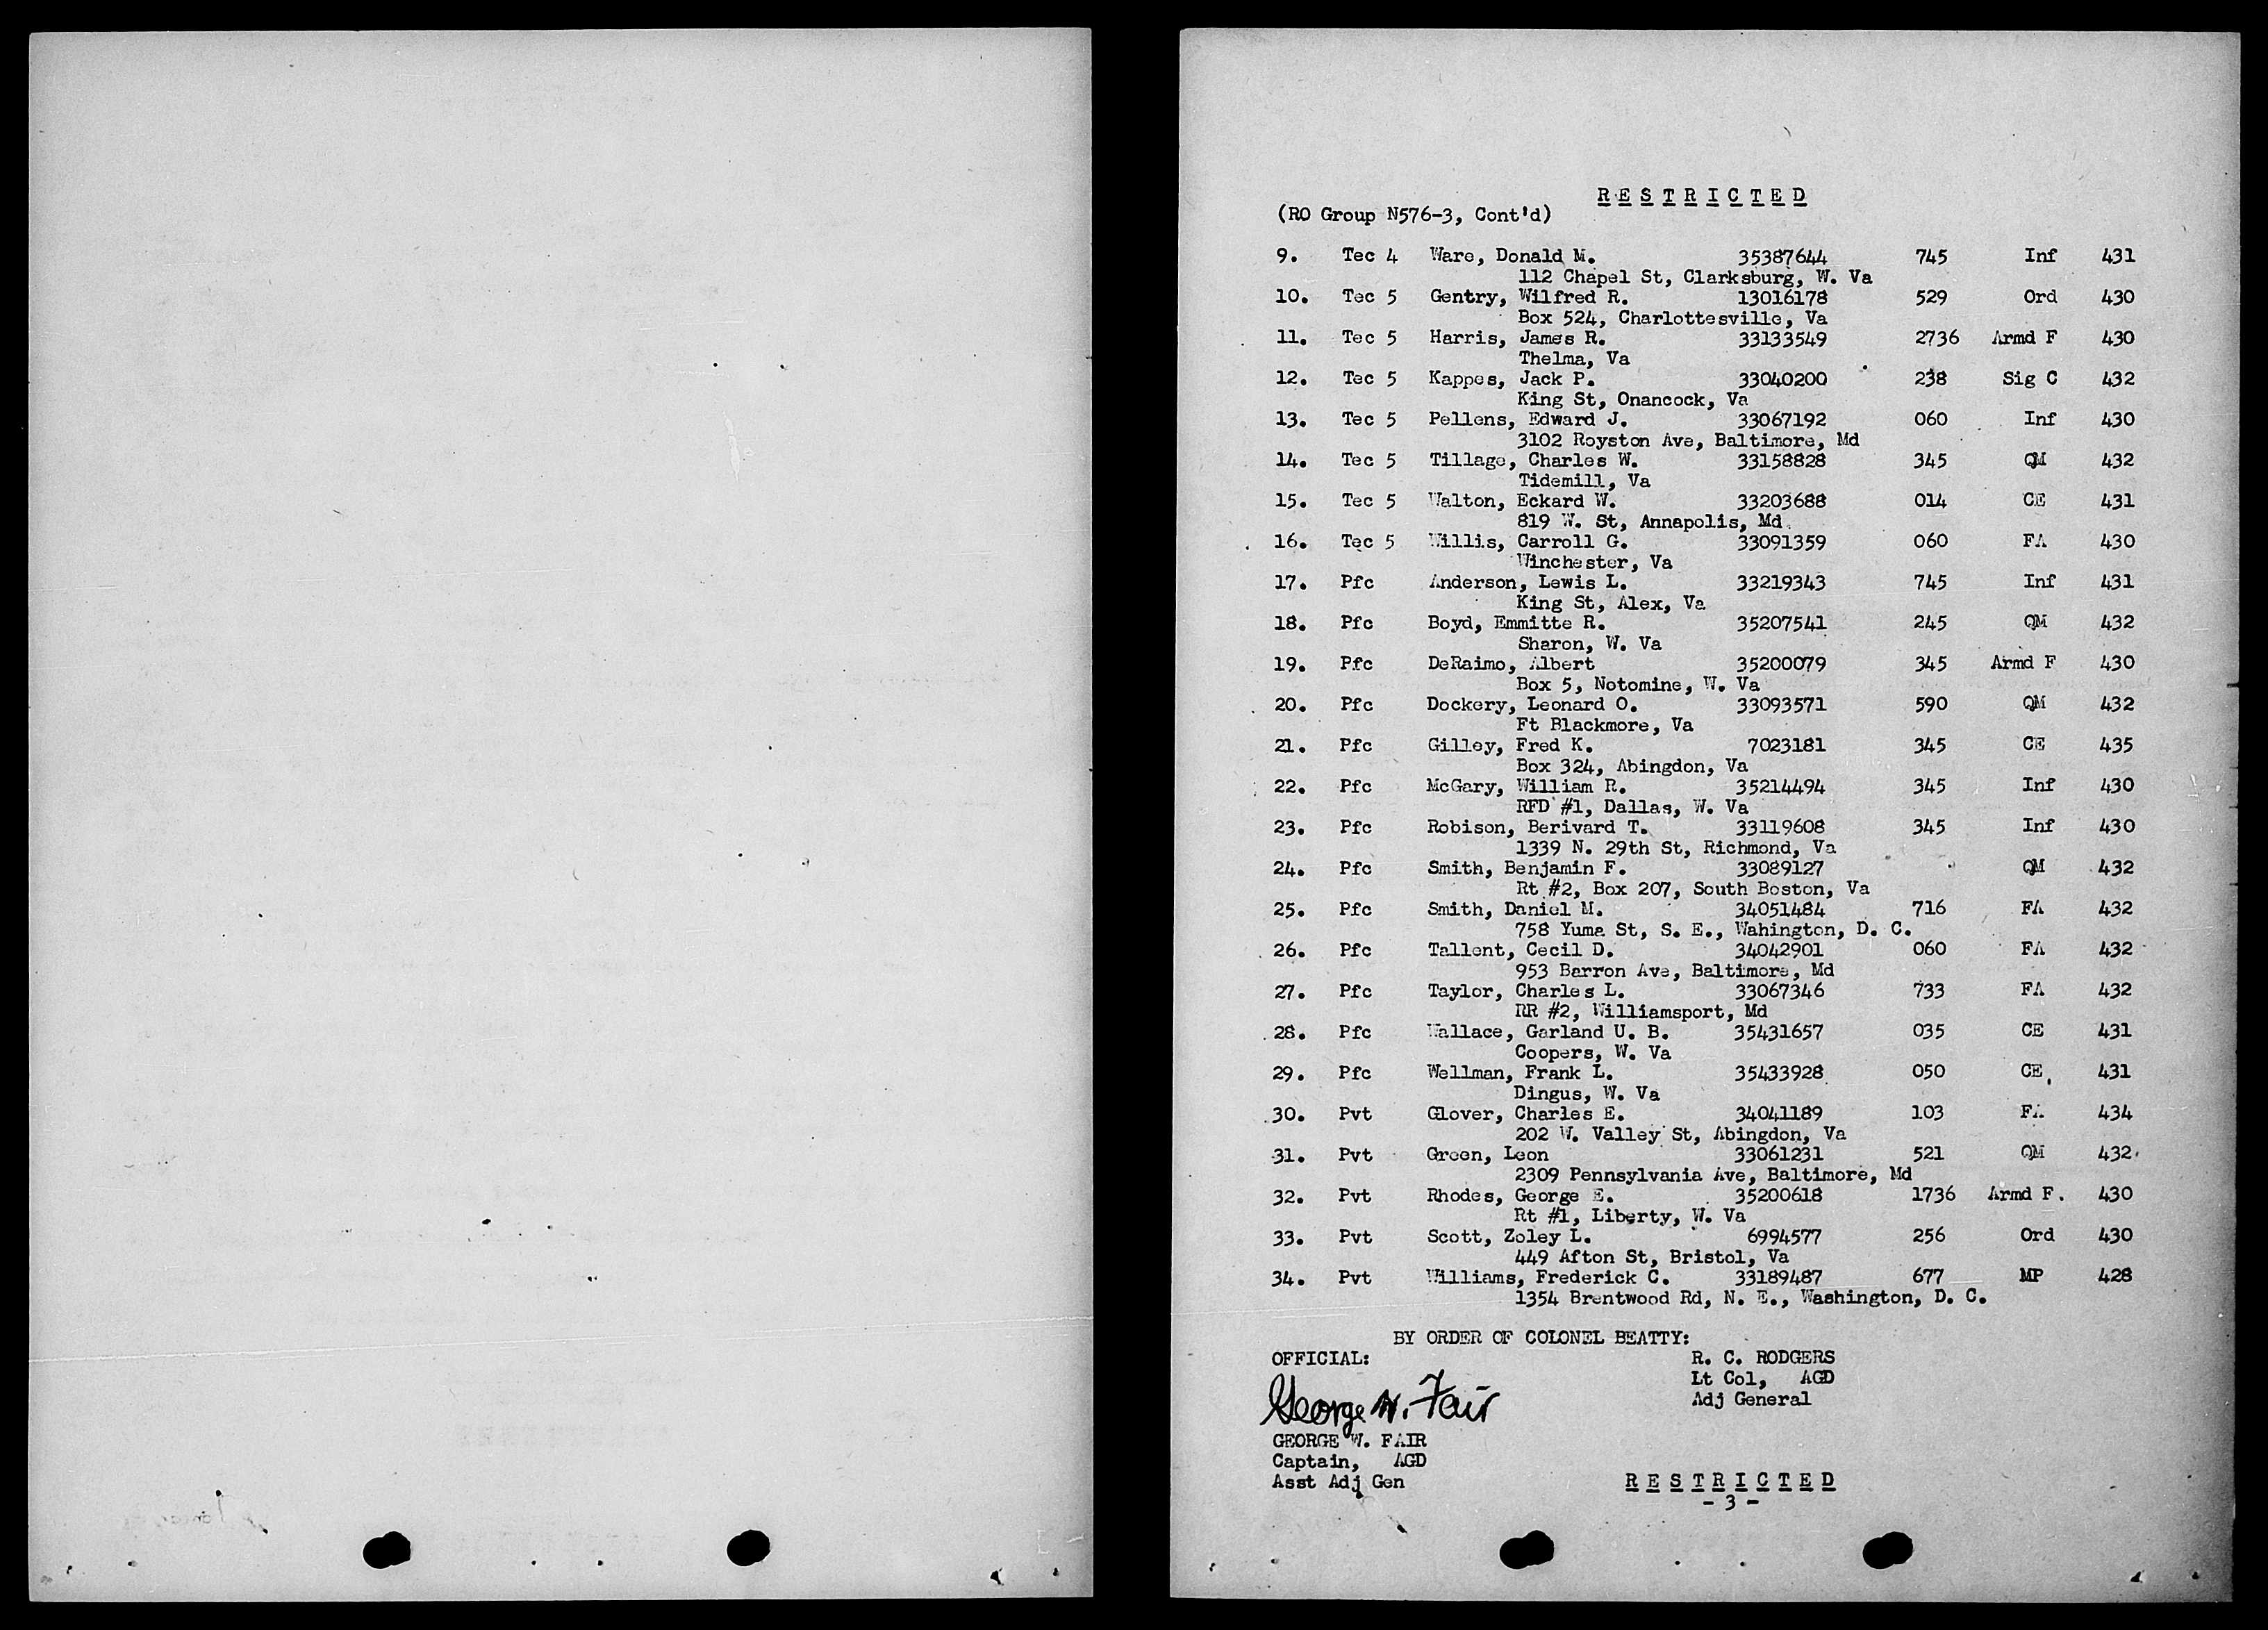 R E S T R I C T E D
(RO Group N576-3, Cont'd)
9. Tec 4 Ware, Donald M. 35387644 745 Inf 431
112 Chapel St, Clarksburg, W. Va
10. Tec 5 Gentry, Wilfred R. 13016178 529 Ord 430
Box 524, Charlottesville, Va
11. Tec 5 Harris, James R. 33133549 2736 Armd F 430
Thelma, Va
12. Tec 5 Kappes, Jack P. 33040200 238 Sig C 432
King St, Onancock, Va
13. Tec 5 Pellens, Edward J. 33067192 060 Inf 430
3102 Royston Ave, Baltimore, Md
14. Tec 5 Tillage, Charles W. 33158828 345 QM 432
Tidemill, Va
15. Tec 5 Walton, Eckard W. 33203688 014 CE 431
819 W. St, Annapolis, Md.
16. Tec 5 Willis, Carroll G. 33091359 060 FA 430
Winchester, Va
17. Pfc Anderson, Lewis L. 33219343 745 Inf 431
King St, Alex, Va
18. Pfc Boyd, Emmitte R. 35207541 245 QM 432
Sharon, W. Va
19. Pfc DeRaimo, Albert 35200079 345 Armd F 430
Box 5, Notomine, W. Va
20. Pfc Dockery, Leonard O. 33093571 590 QM 432
Ft Blackmore, Va
21. Pfc Gilley, Fred K. 7023181 345 CE 435
Box 324, Abingdon, Va
22. Pfc McGary, William R. 35214494 345 Inf 430
RFD #1, Dallas, W. Va
23. Pfc Robison, Berivard T. 33119608 345 Inf 430
1339 N. 29th St, Richmond, Va
24. Pfc Smith, Benjamin F. 33089127 QM 432
Rt #2, Box 207, South Boston, Va
25. Pfc Smith, Daniel M. 34051484 716 FA 432
758 Yuma St, S. E., Wahington, D. C.
26. Pfc Tallent, Cecil D. 34042901 060 FA 432
953 Barron Ave, Baltimore, Md
27. Pfc Taylor, Charles L. 33067346 733 FA 432
RR #2, Williamsport, Md
28. Pfc Wallace, Garland U. B. 35431657 035 CE 431
Coopers, W. Va
29. Pfc Wellman, Frank L. 35433928 050 CE 431
Dingus, W. Va
30. Pvt Glover, Charles E. 34041189 103 FA 434
202 W. Valley St, Abingdon, Va
31. Pvt Green, Leon 33061231 521 QM 432
2309 Pennsylvania Ave, Baltimore, Md
32. Pvt Rhodes, George E. 35200618 1736 Armd F. 430
Rt #1, Liberty, W. Va
33. Pvt Scott, Zoley L. 6994577 256 Ord 430
449 Afton St, Bristol, Va
34. Pvt Williams, Frederick C. 33189487 677 MP 428
1354 Brentwood Rd, N. E., Washington, D. C.
BY ORDER OF COLONEL BEATTY:
OFFICIAL: R. C. RODGERS
Lt Col, AGD
Adj General
George W. Fair
GEORGE W. FAIR
Captain, AGD
Asst Adj Gen
R E S T R I C T E D
- 3 -